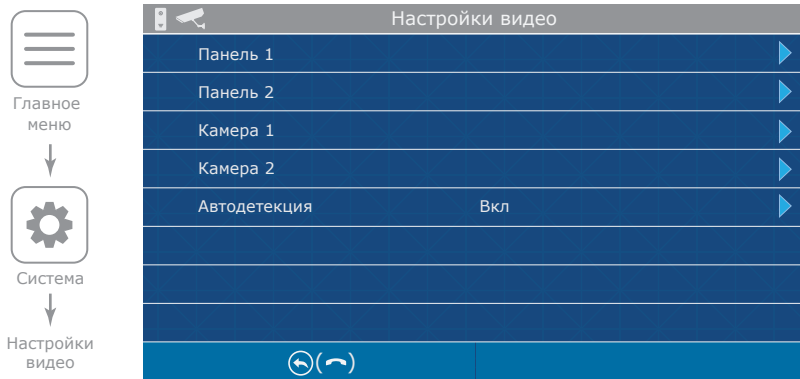 Главное
меню
Система
Настройки
видео
Настройки видео
Панель 1
Панель 2
Камера 1
Камера 2
Автодетекция Вкл